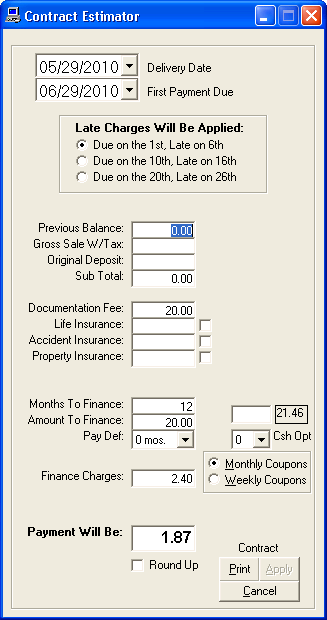 Contract Estimator
05/29/2010 Delivery Date
06/29/2010 First Payment Due
Late Charges Will Be Applied:
Due on the 1st, Late on 6th
Due on the 10th, Late on 16th
Due on the 20th, Late on 26th
Previous Balance: 0.00
Gross Sale W/Tax:
Original Deposit:
Sub Total: 0.00
Documentation Fee: 20.00
Life Insurance:
Accident Insurance:
Property Insurance:
Months To Finance: 12 21.46
Amount To Finance: 20.00
Pay Def: 0 mos. 0 Csh Opt
Monthly Coupons
Weekly Coupons
Finance Charges: 2.40
Payment Will Be: 1.87
Round Up
Contract
Print Apply
Cancel